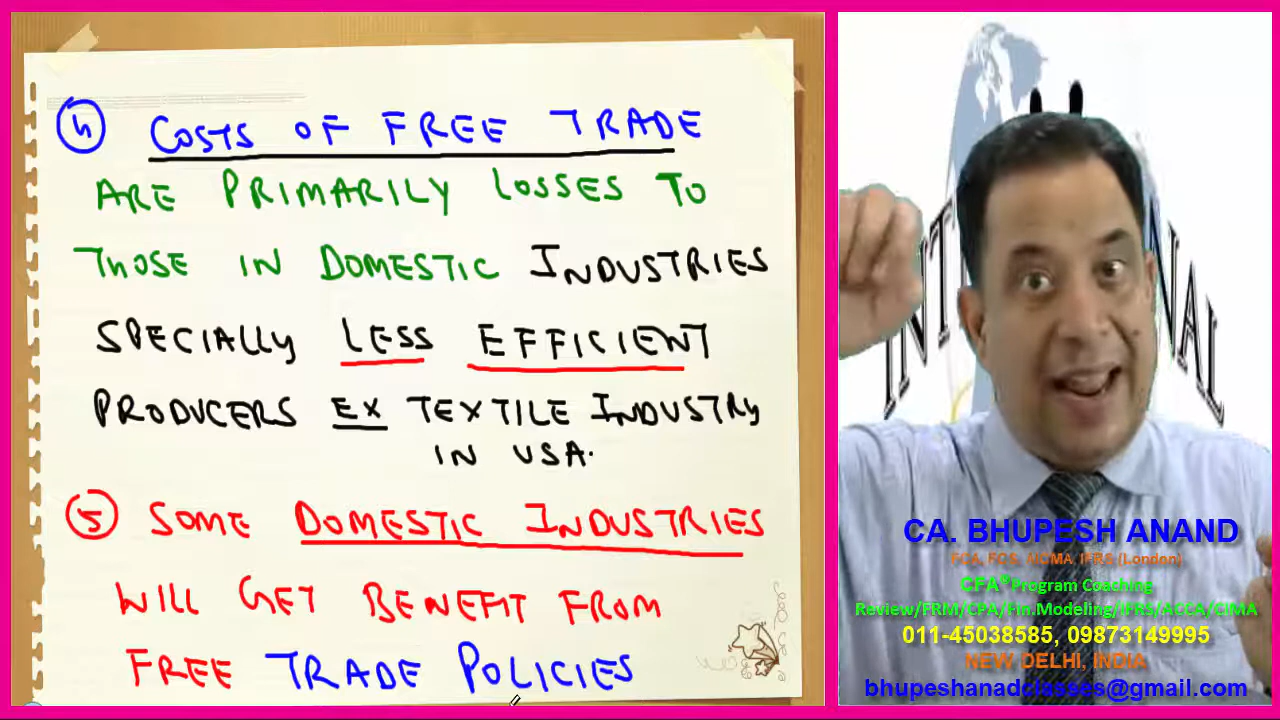 4 COSTS OF FREE TRADE
ARE PRIMARILY LOSSES TO
THOSE IN DOMESTIC INDUSTRIES
SPECIALLY LESS EFFICIENT
PRODUCERS EX TEXTILE INDUSTRY
IN USA.
5 SOME DOMESTIC INDUSTRIES
WILL GET BENEFIT FROM
FREE TRADE POLICIES
INTERNATIONAL
CA. BHUPESH ANAND
FCA, FCS, AICMA, IFRS (London)
CFA® Program Coaching
Review/FRM/CPA/Fin.Modeling/IFRS/ACCA/CIMA
011-45038585, 09873149995
NEW DELHI, INDIA
bhupeshanadclasses@gmail.com